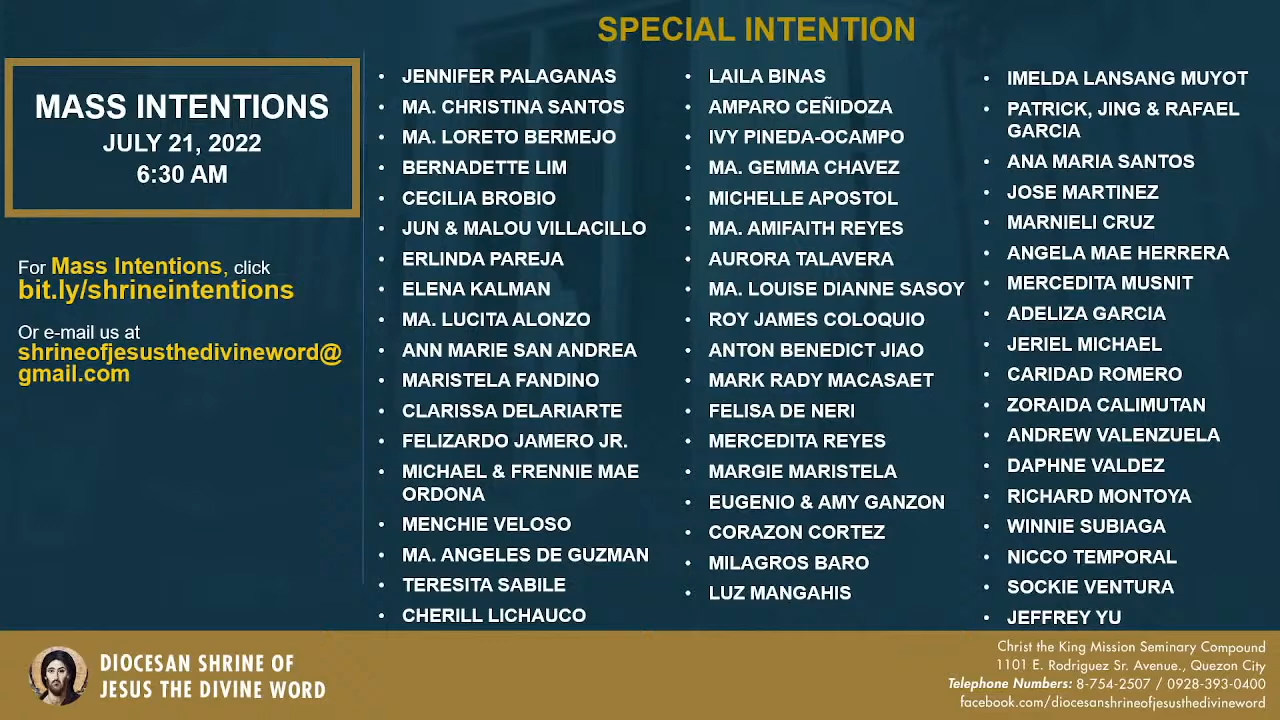 SPECIAL INTENTION
MASS INTENTIONS
JULY 21, 2022
6:30 AM
For Mass Intentions, click
bit.ly/shrineintentions
Or e-mail us at
shrineofjesusthedivineword@
gmail.com
• JENNIFER PALAGANAS
• MA. CHRISTINA SANTOS
• MA. LORETO BERMEJO
• BERNADETTE LIM
• CECILIA BROBIO
• JUN & MALOU VILLACILLO
• ERLINDA PAREJA
• ELENA KALMAN
• MA. LUCITA ALONZO
• ANN MARIE SAN ANDREA
• MARISTELA FANDINO
• CLARISSA DELARIARTE
• FELIZARDO JAMERO JR.
• MICHAEL & FRENNIE MAE
ORDONA
• MENCHIE VELOSO
• MA. ANGELES DE GUZMAN
• TERESITA SABILE
• CHERILL LICHAUCO
• LAILA BINAS
• AMPARO CEÑIDOZA
• IVY PINEDA-OCAMPO
• MA. GEMMA CHAVEZ
• MICHELLE APOSTOL
• MA. AMIFAITH REYES
• AURORA TALAVERA
• MA. LOUISE DIANNE SASOY
• ROY JAMES COLOQUIO
• ANTON BENEDICT JIAO
• MARK RADY MACASAET
• FELISA DE NERI
• MERCEDITA REYES
• MARGIE MARISTELA
• EUGENIO & AMY GANZON
• CORAZON CORTEZ
• MILAGROS BARO
• LUZ MANGAHIS
• IMELDA LANSANG MUYOT
• PATRICK, JING & RAFAEL
GARCIA
• ANA MARIA SANTOS
• JOSE MARTINEZ
• MARNIELI CRUZ
• ANGELA MAE HERRERA
• MERCEDITA MUSNIT
• ADELIZA GARCIA
• JERIEL MICHAEL
• CARIDAD ROMERO
• ZORAIDA CALIMUTAN
• ANDREW VALENZUELA
• DAPHNE VALDEZ
• RICHARD MONTOYA
• WINNIE SUBIAGA
• NICCO TEMPORAL
• SOCKIE VENTURA
• JEFFREY YU
DIOCESAN SHRINE OF
JESUS THE DIVINE WORD
Christ the King Mission Seminary Compound
1101 E. Rodriguez Sr. Avenue., Quezon City
Telephone Numbers: 8-754-2507 / 0928-393-0400
facebook.com/diocesanshrineofjesusthedivineword